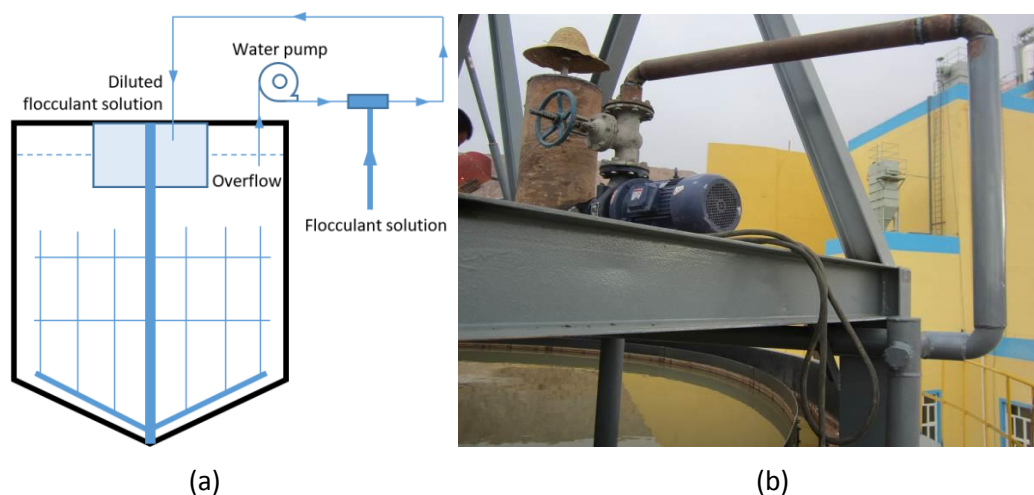 Water pump
Diluted
flocculant solution
Overflow
Flocculant solution
(a)
(b)